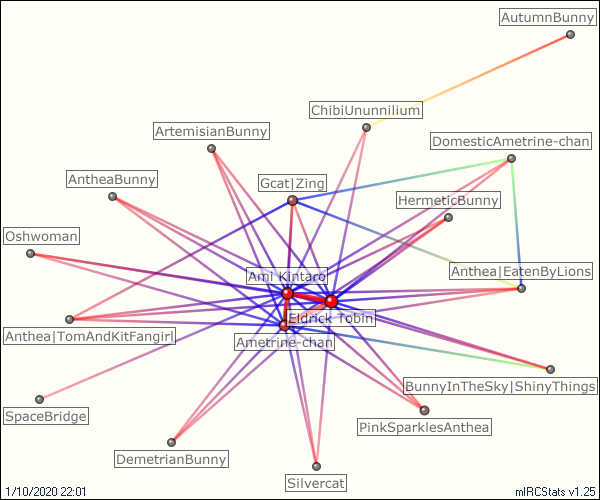 AutumnBunny
ChibiUnunnilium
ArtemisianBunny
DomesticAmetrine-chan
AntheaBunny
Gcat|Zing
HermeticBunny
Oshwoman
Ami Kintaro
Anthea|EatenByLions
Eldrick Tobin
Anthea|TomAndKitFangirl
Ametrine-chan
BunnyInTheSky|ShinyThings
SpaceBridge
PinkSparklesAnthea
DemetrianBunny
Silvercat
1/10/2020 22:01
mIRCStats v1.25